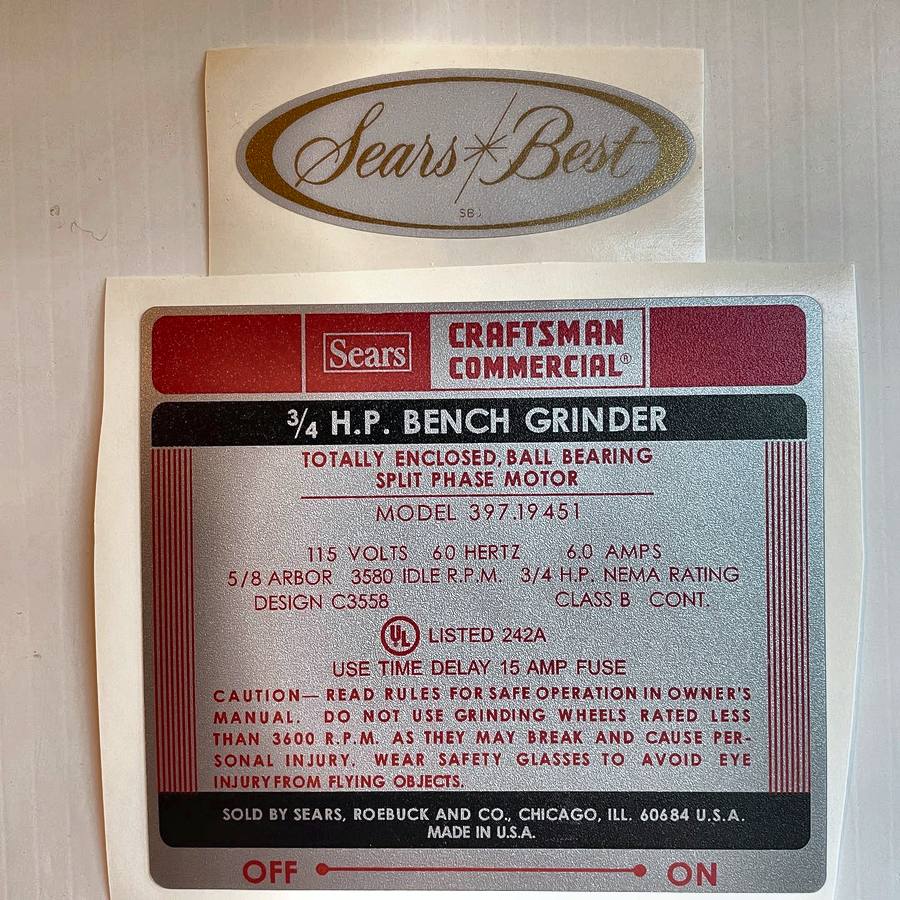 Sears Best
Sears
CRAFTSMAN
COMMERCIAL®
3/4 H.P. BENCH GRINDER
TOTALLY ENCLOSED, BALL BEARING
SPLIT PHASE MOTOR
MODEL 397.19451
115 VOLTS 60 HERTZ 6.0 AMPS
5/8 ARBOR 3580 IDLE R.P.M. 3/4 H.P. NEMA RATING
DESIGN C3558 CLASS B CONT.
UL LISTED 242A
USE TIME DELAY 15 AMP FUSE
CAUTION— READ RULES FOR SAFE OPERATION IN OWNER'S
MANUAL. DO NOT USE GRINDING WHEELS RATED LESS
THAN 3600 R.P.M. AS THEY MAY BREAK AND CAUSE PER-
SONAL INJURY. WEAR SAFETY GLASSES TO AVOID EYE
INJURY FROM FLYING OBJECTS.
SOLD BY SEARS, ROEBUCK AND CO., CHICAGO, ILL. 60684 U.S.A.
MADE IN U.S.A.
OFF ON